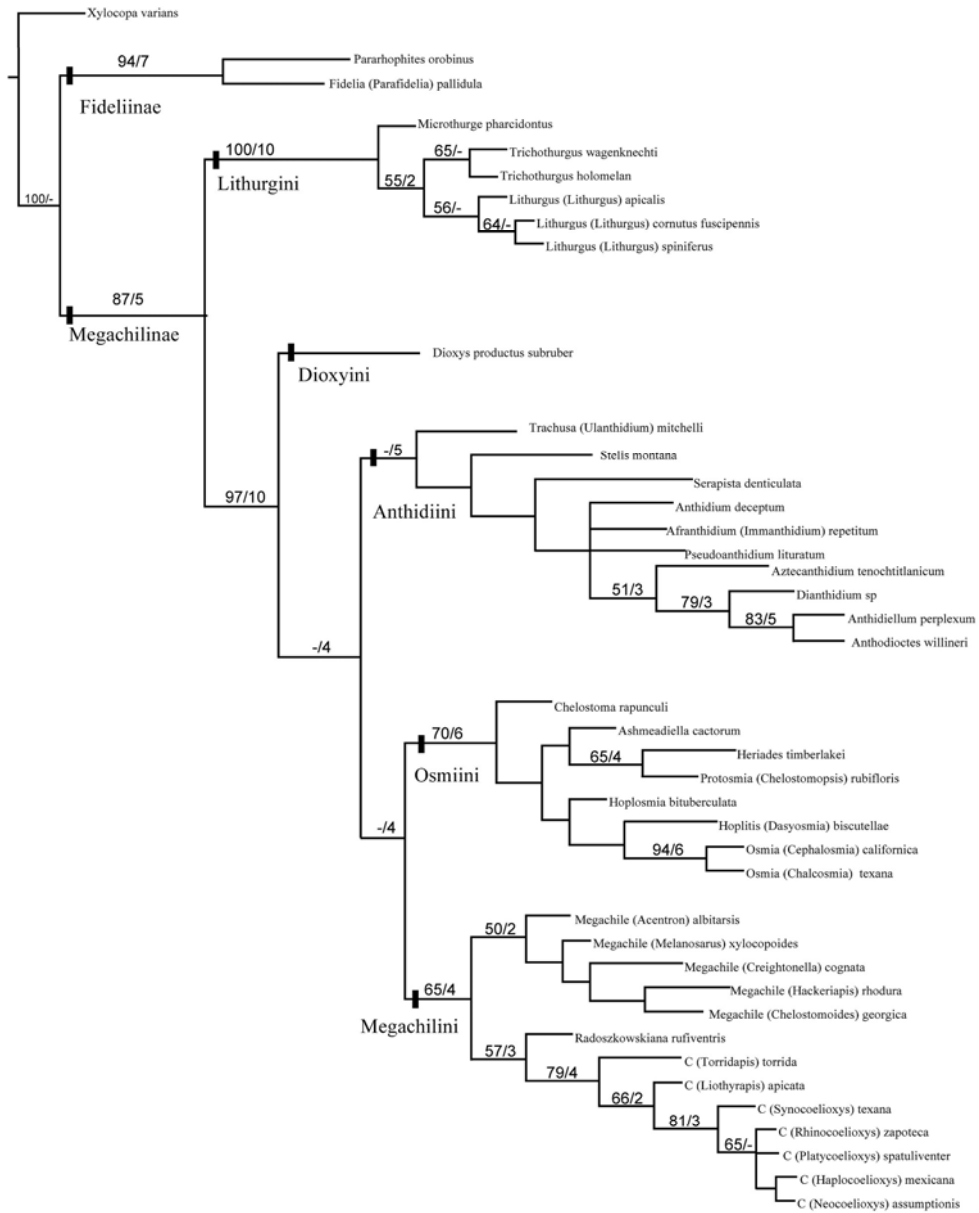 Xylocopa varians
94/7
Pararhophites orobinus
Fidelia (Parafidelia) pallidula
Fideliinae
Microthurge pharcidontus
100/10
65/-
Trichothurgus wagenknechti
Lithurgini
55/2
Trichothurgus holomelan
100/-
56/-
Lithurgus (Lithurgus) apicalis
64/-
Lithurgus (Lithurgus) cornutus fuscipennis
Lithurgus (Lithurgus) spiniferus
87/5
Megachilinae
Dioxys productus subruber
Dioxyini
Trachusa (Ulanthidium) mitchelli
-/5
Stelis montana
97/10
Serapista denticulata
Anthidiini
Anthidium deceptum
Afranthidium (Immanthidium) repetitum
Pseudoanthidium lituratum
51/3
Aztecanthidium tenochtitlanicum
79/3
Dianthidium sp
83/5
Anthidiellum perplexum
Anthodioctes willineri
-/4
Chelostoma rapunculi
70/6
Ashmeadiella cactorum
65/4
Heriades timberlakei
Osmiini
Protosmia (Chelostomopsis) rubifloris
Hoplosmia bituberculata
-/4
Hoplitis (Dasyosmia) biscutellae
94/6
Osmia (Cephalosmia) californica
Osmia (Chalcosmia) texana
50/2
Megachile (Acentron) albitarsis
Megachile (Melanosarus) xylocopoides
Megachile (Creightonella) cognata
65/4
Megachile (Hackeriapis) rhodura
Megachile (Chelostomoides) georgica
Megachilini
57/3
Radoszkowskiana rufiventris
79/4
C (Torridapis) torrida
66/2
C (Liothyrapis) apicata
81/3
C (Synocoelioxys) texana
65/-
C (Rhinocoelioxys) zapoteca
C (Platycoelioxys) spatuliventer
C (Haplocoelioxys) mexicana
C (Neocoelioxys) assumptionis